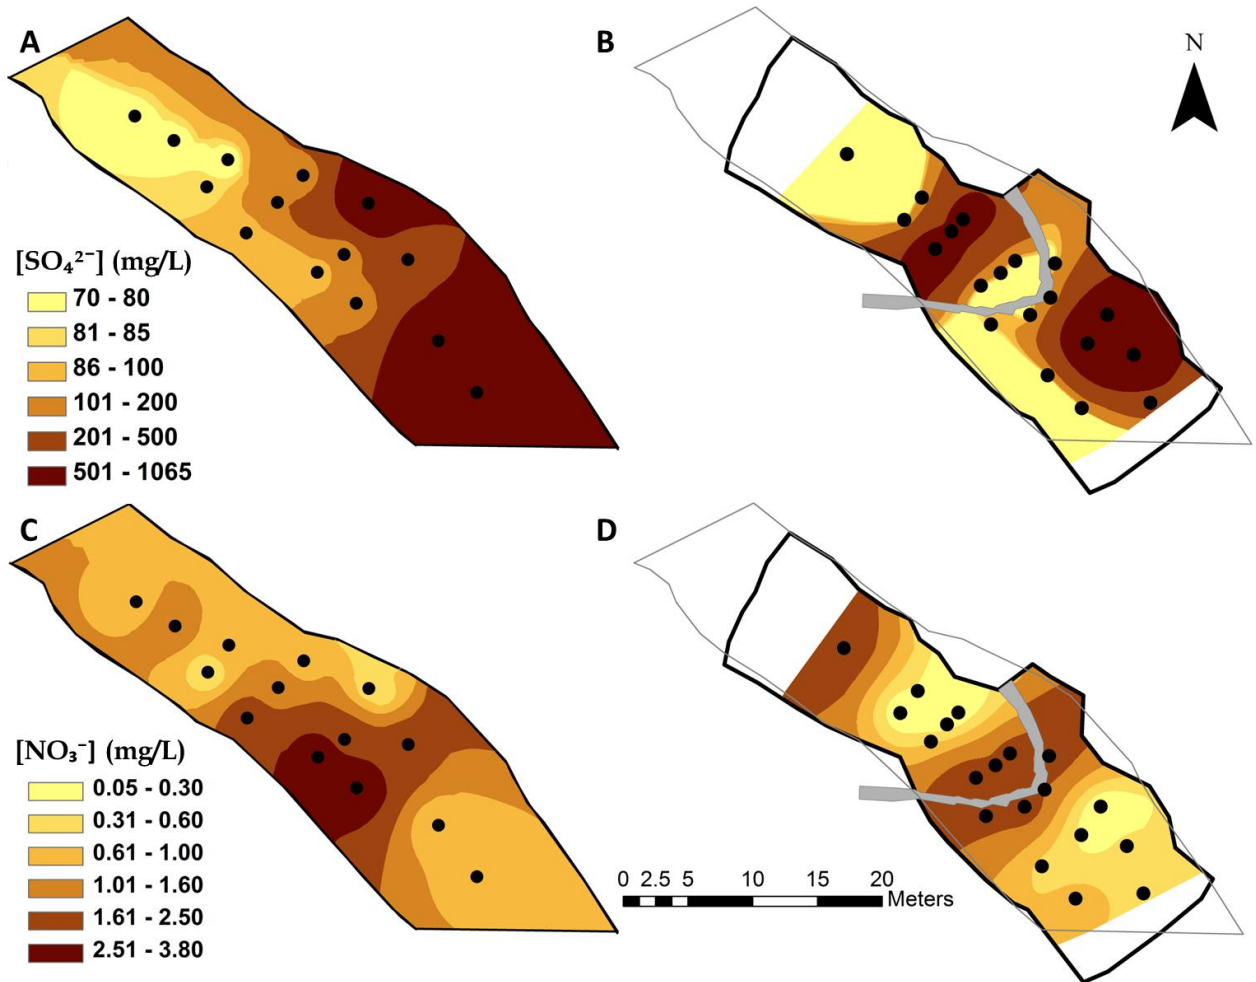 A
B
N
[SO₄²⁻] (mg/L)
70 - 80
81 - 85
86 - 100
101 - 200
201 - 500
501 - 1065
C
D
[NO₃⁻] (mg/L)
0.05 - 0.30
0.31 - 0.60
0.61 - 1.00
1.01 - 1.60
1.61 - 2.50
2.51 - 3.80
0 2.5 5 10 15 20
Meters